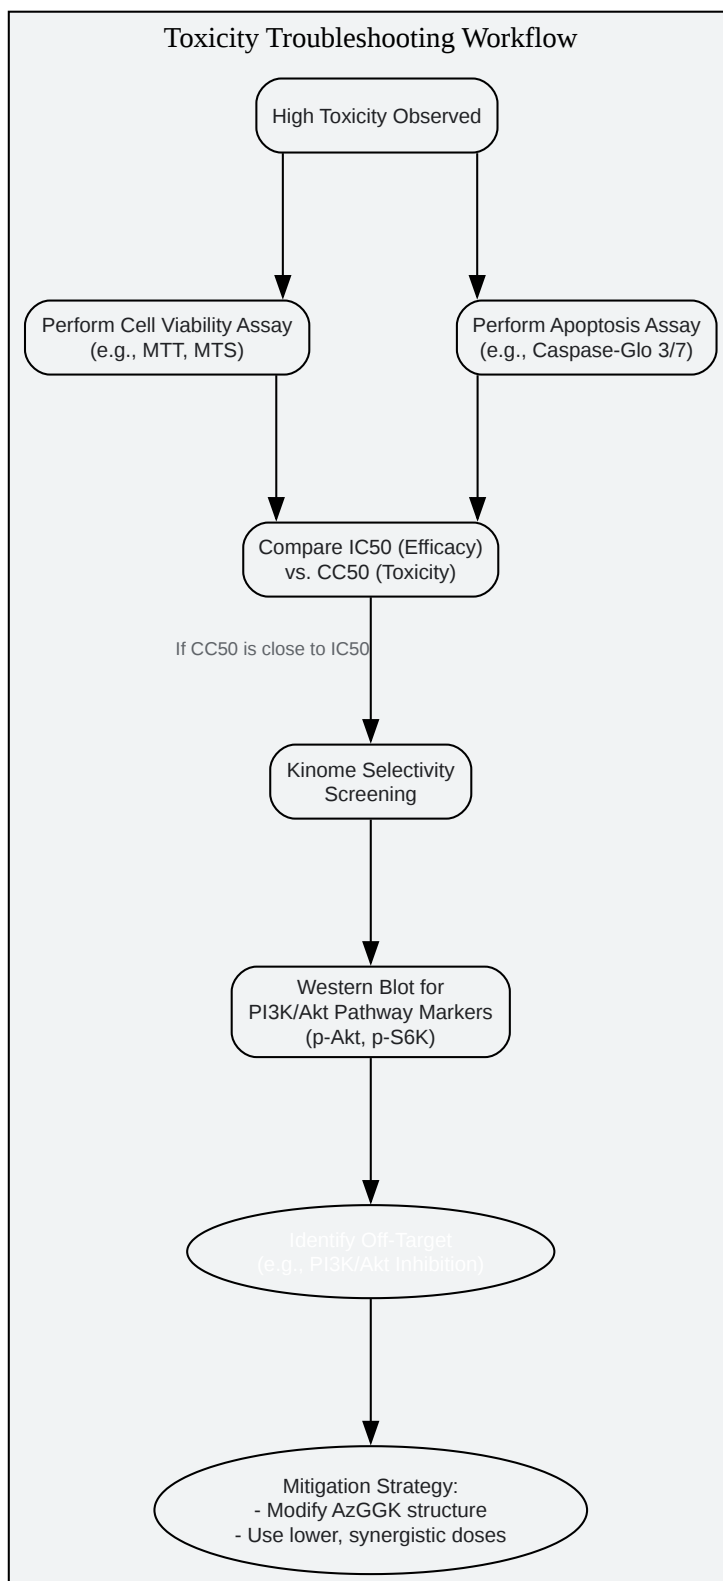 Toxicity Troubleshooting Workflow
High Toxicity Observed
Perform Cell Viability Assay
(e.g., MTT, MTS)
Perform Apoptosis Assay
(e.g., Caspase-Glo 3/7)
Compare IC50 (Efficacy)
vs. CC50 (Toxicity)
If CC50 is close to IC50
Kinome Selectivity
Screening
Western Blot for
PI3K/Akt Pathway Markers
(p-Akt, p-S6K)
Identify Off-Target
(e.g., PI3K/Akt Inhibition)
Mitigation Strategy:
- Modify AzGGK structure
- Use lower, synergistic doses